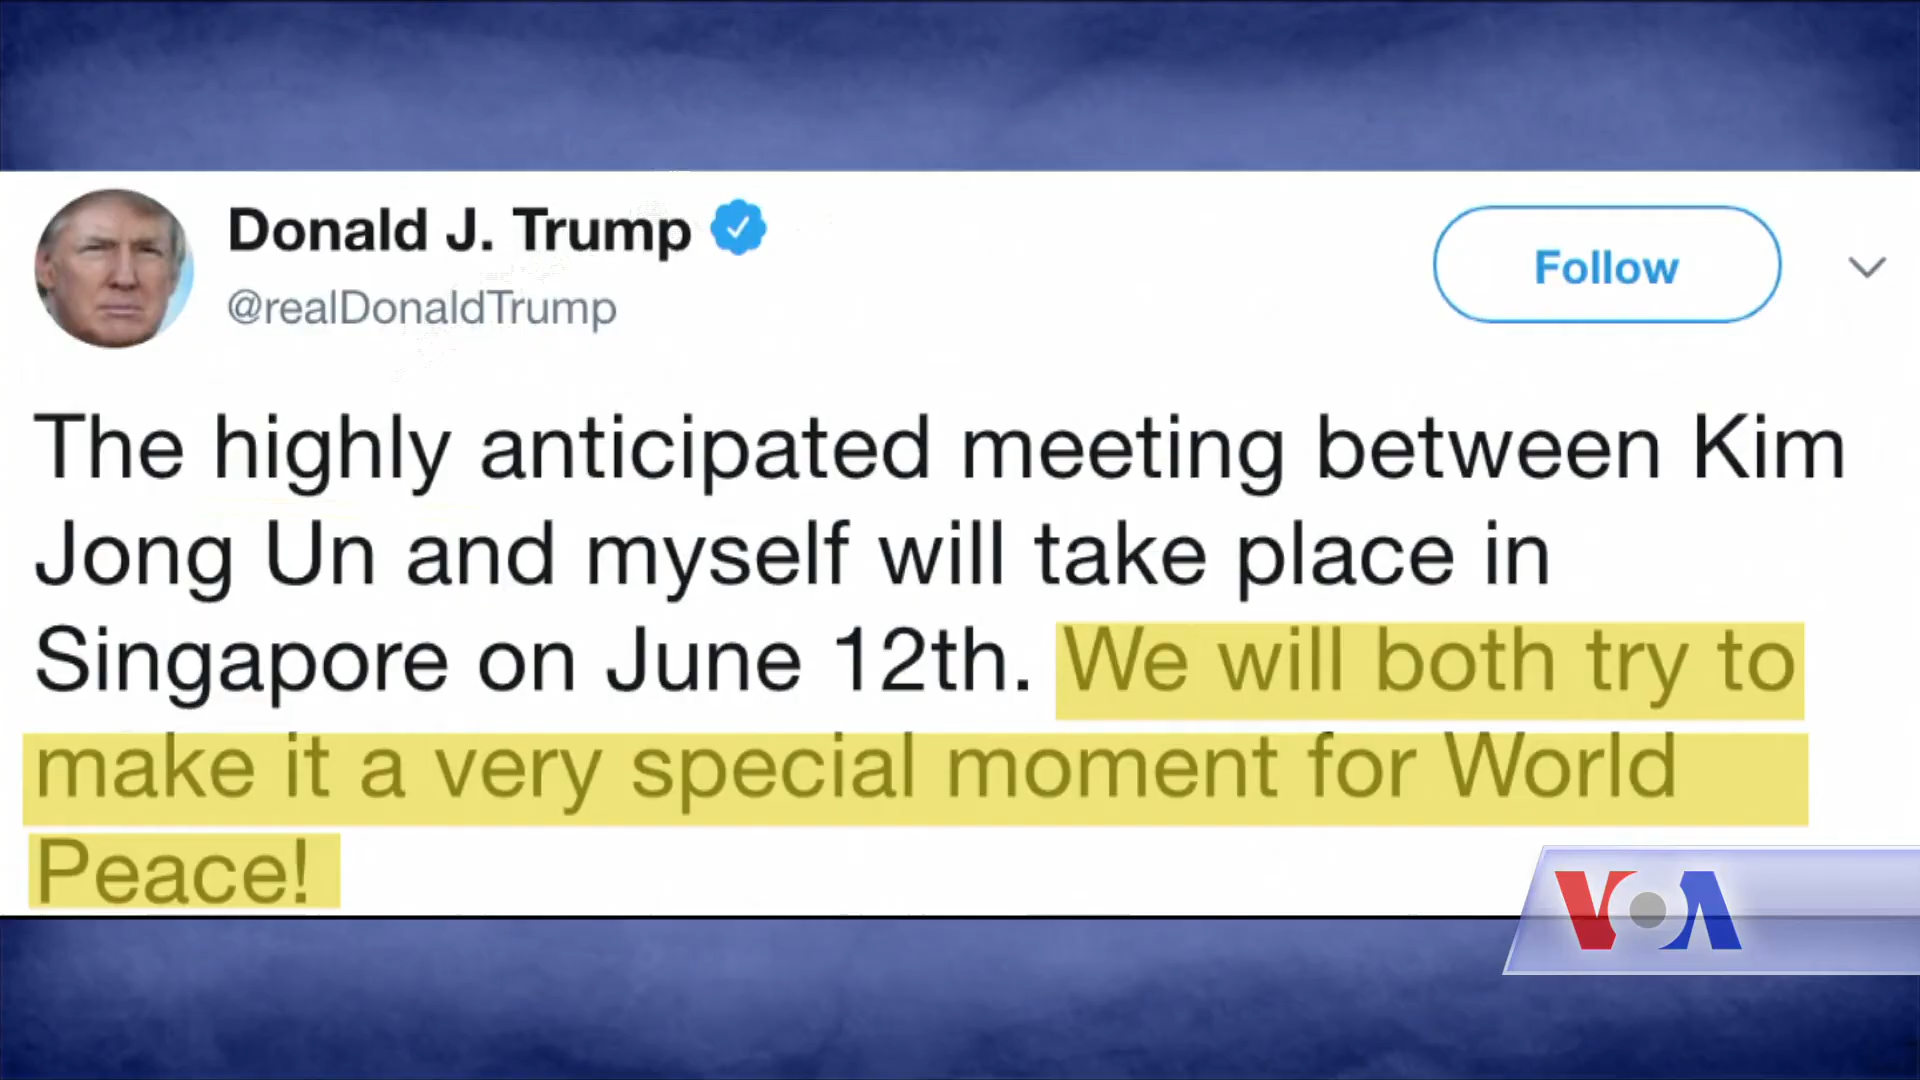 Donald J. Trump
@realDonaldTrump
Follow
The highly anticipated meeting between Kim
Jong Un and myself will take place in
Singapore on June 12th. We will both try to
make it a very special moment for World
Peace!
VOA